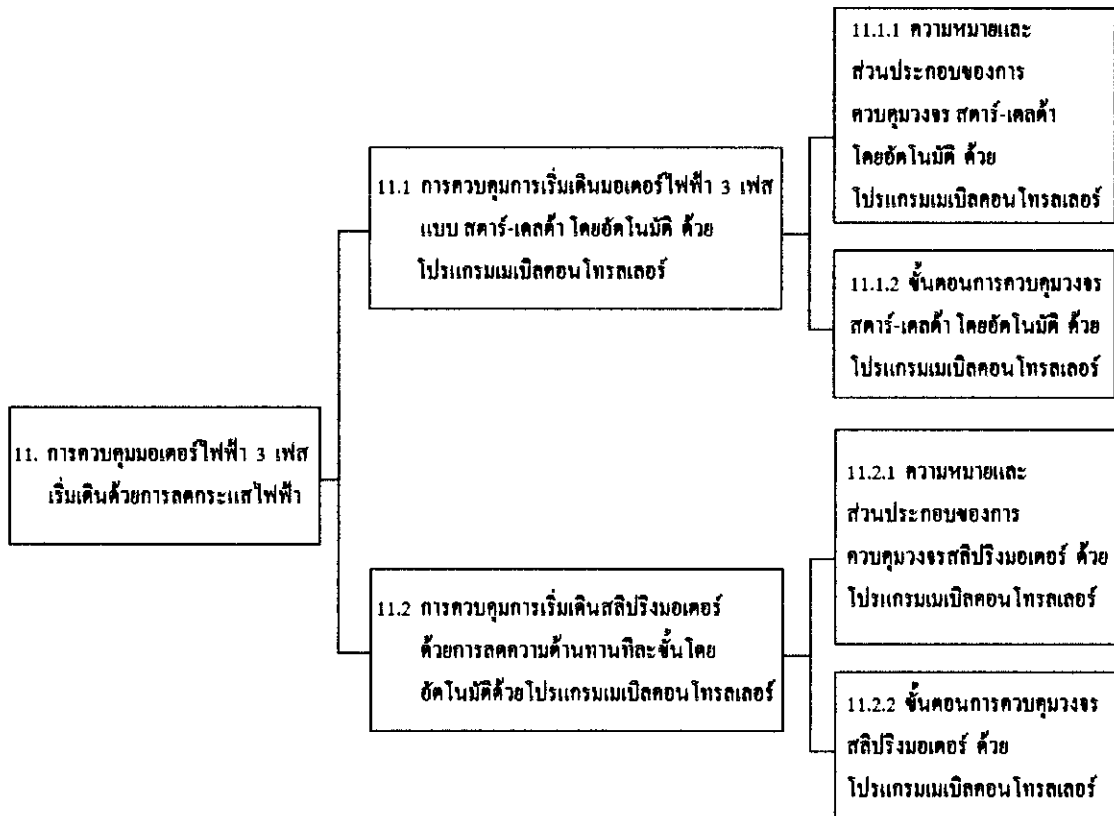 11.1.1 ความหมายและ
ส่วนประกอบของการ
ควบคุมวงจร สตาร์-เดลต้า
โดยอัตโนมัติ ด้วย
โปรแกรมเมเบิลคอนโทรลเลอร์
11.1 การควบคุมการเริ่มเดินมอเตอร์ไฟฟ้า 3 เฟส
แบบ สตาร์-เดลต้า โดยอัตโนมัติ ด้วย
โปรแกรมเมเบิลคอนโทรลเลอร์
11.1.2 ขั้นตอนการควบคุมวงจร
สตาร์-เดลต้า โดยอัตโนมัติ ด้วย
โปรแกรมเมเบิลคอนโทรลเลอร์
11. การควบคุมมอเตอร์ไฟฟ้า 3 เฟส
เริ่มเดินด้วยการลดกระแสไฟฟ้า
11.2.1 ความหมายและ
ส่วนประกอบของการ
ควบคุมวงจรสลิปริงมอเตอร์ ด้วย
โปรแกรมเมเบิลคอนโทรลเลอร์
11.2 การควบคุมการเริ่มเดินสลิปริงมอเตอร์
ด้วยการลดความต้านทานทีละขั้นโดย
อัตโนมัติด้วยโปรแกรมเมเบิลคอนโทรลเลอร์
11.2.2 ขั้นตอนการควบคุมวงจร
สลิปริงมอเตอร์ ด้วย
โปรแกรมเมเบิลคอนโทรลเลอร์